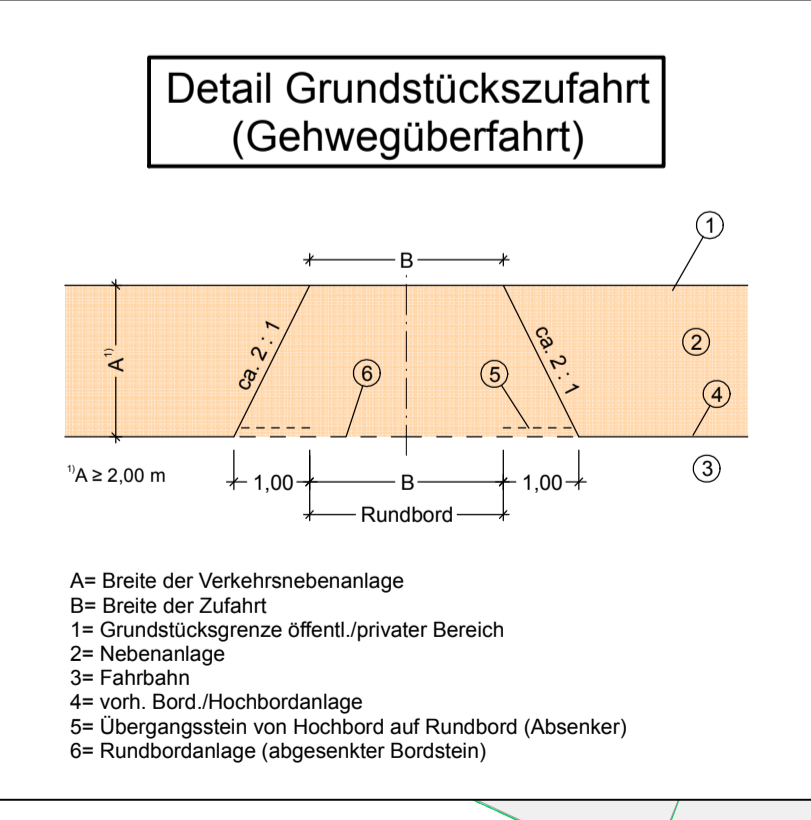 Detail Grundstückszufahrt
(Gehwegüberfahrt)
1
B
ca. 2 : 1
ca. 2 : 1
A¹⁾
2
6
5
4
3
¹⁾A ≥ 2,00 m
1,00
B
1,00
Rundbord
A= Breite der Verkehrsnebenanlage
B= Breite der Zufahrt
1= Grundstücksgrenze öffentl./privater Bereich
2= Nebenanlage
3= Fahrbahn
4= vorh. Bord./Hochbordanlage
5= Übergangsstein von Hochbord auf Rundbord (Absenker)
6= Rundbordanlage (abgesenkter Bordstein)